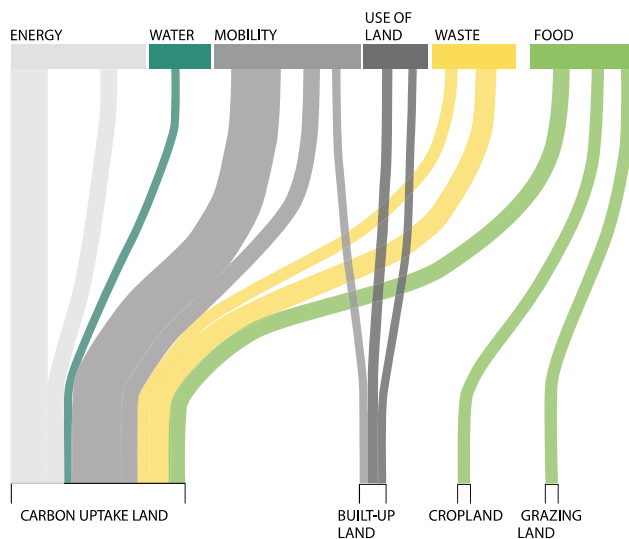 ENERGY
WATER
MOBILITY
USE OF
LAND
WASTE
FOOD
CARBON UPTAKE LAND
BUILT-UP
LAND
CROPLAND
GRAZING
LAND